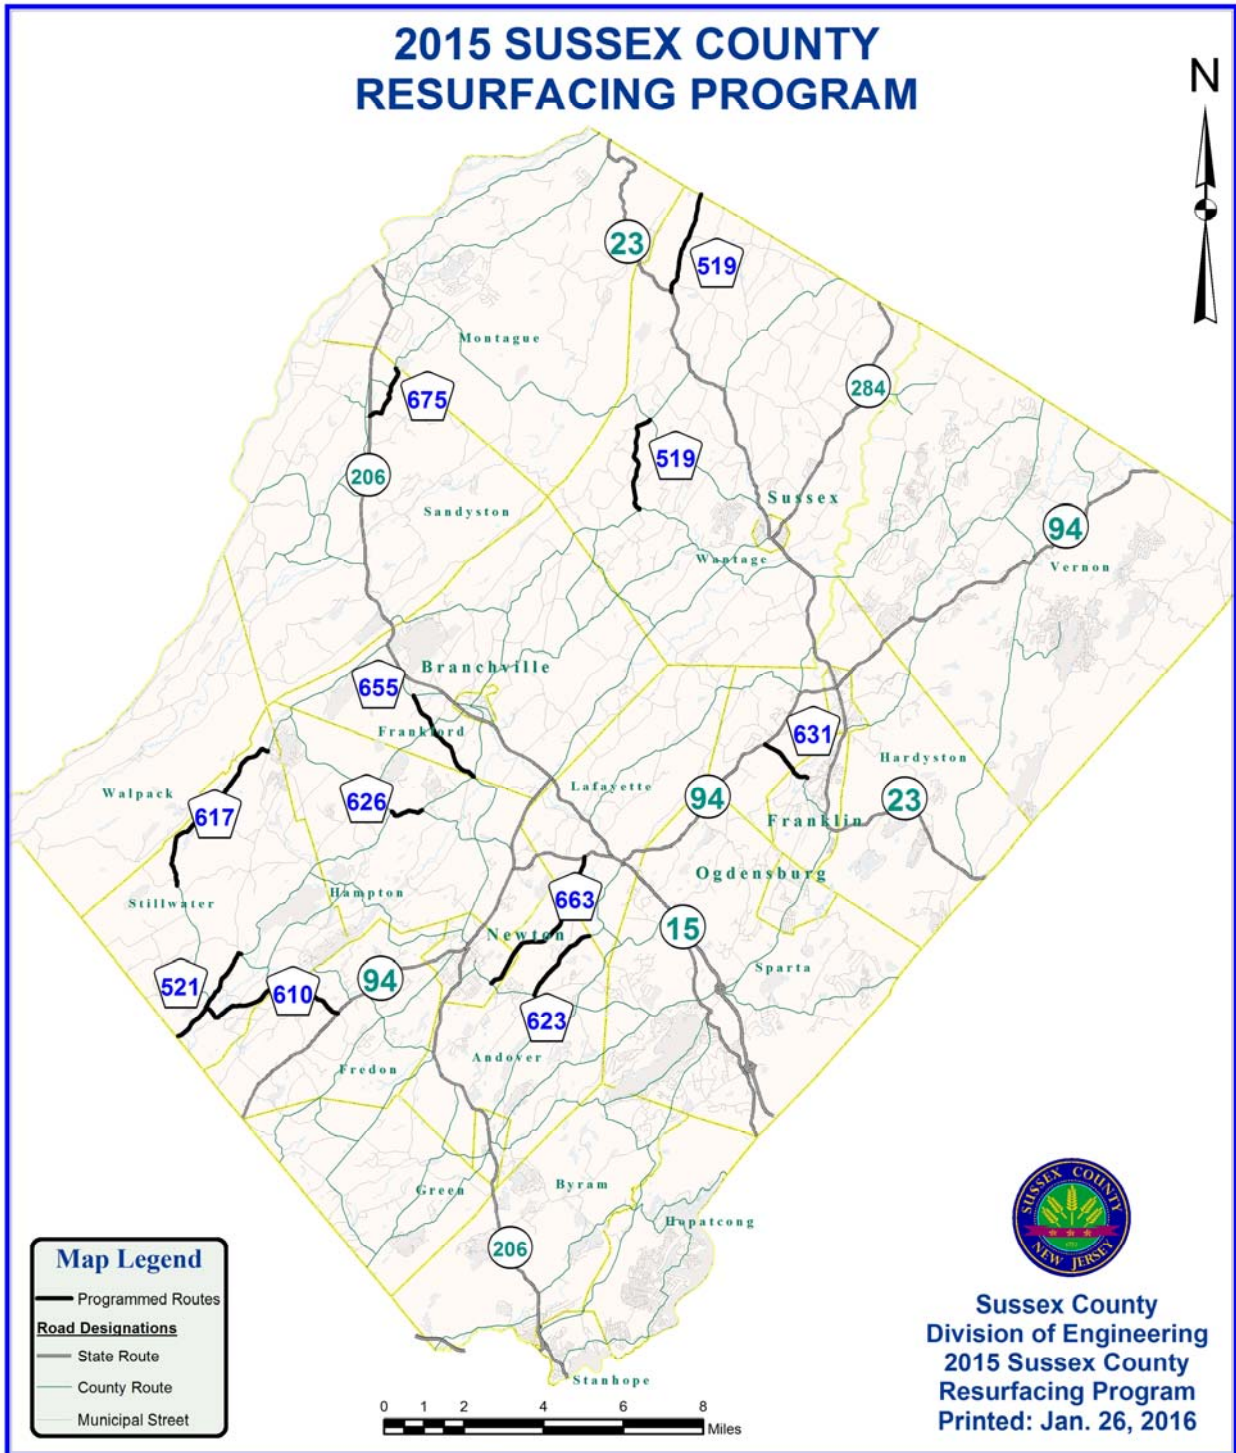 2015 SUSSEX COUNTY
RESURFACING PROGRAM
N
23
519
Montague
675
284
519
206
Sussex
Sandyston
94
Wantage
Vernon
Branchville
655
Frankford
631
Hardyston
Walpack
617
626
Lafayette
94
23
Franklin
Ogdensburg
Hampton
Stillwater
663
15
Newton
Sparta
521
610
94
623
Andover
Fredon
Green
Byram
Hopatcong
206
Stanhope
Map Legend
Programmed Routes
Road Designations
State Route
County Route
Municipal Street
0 1 2 4 6 8
Miles
SUSSEX COUNTY
NEW JERSEY
1753
Sussex County
Division of Engineering
2015 Sussex County
Resurfacing Program
Printed: Jan. 26, 2016